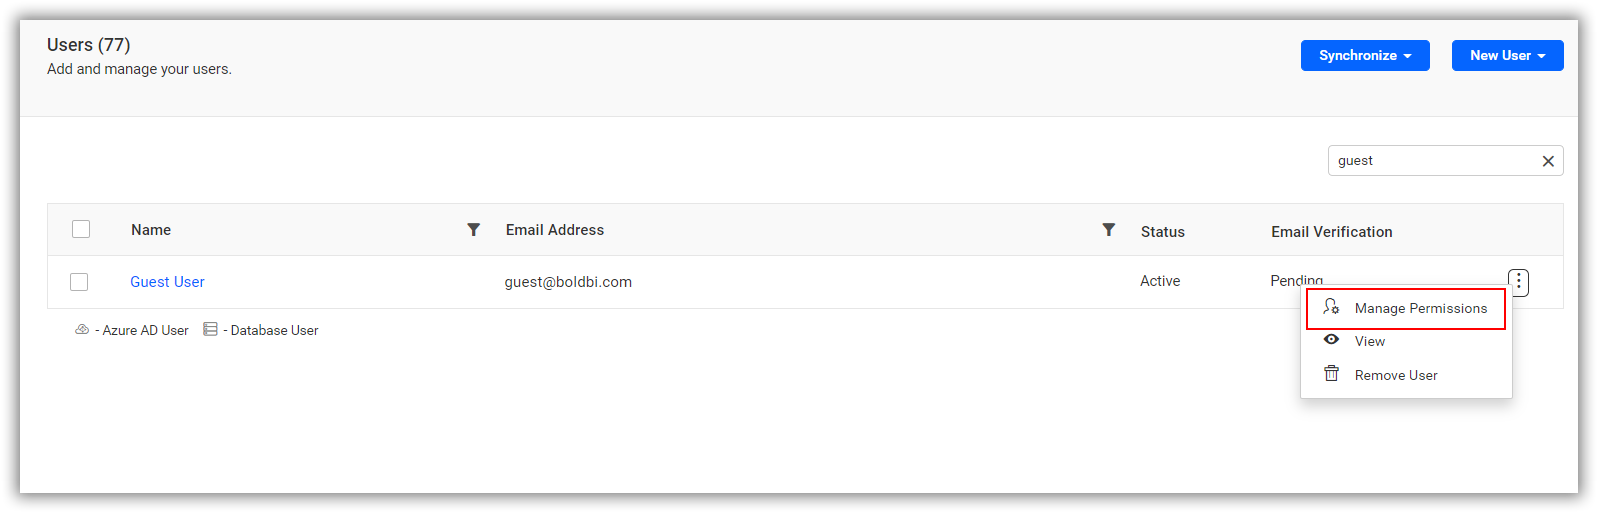 Users (77)
Add and manage your users.
Synchronize
New User
guest
Name
Email Address
Status
Email Verification
Guest User
guest@boldbi.com
Active
Pending
Manage Permissions
View
Remove User
- Azure AD User
- Database User